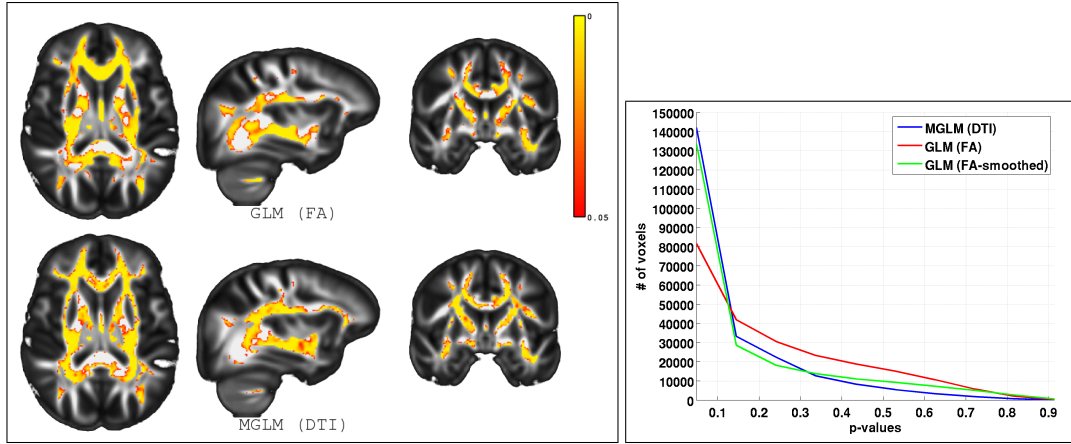 0
0.05
GLM (FA)
MGLM (DTI)
150000
140000
130000
120000
110000
100000
90000
80000
70000
60000
50000
40000
30000
20000
10000
0
# of voxels
MGLM (DTI)
GLM (FA)
GLM (FA-smoothed)
0.1 0.2 0.3 0.4 0.5 0.6 0.7 0.8 0.9
p-values